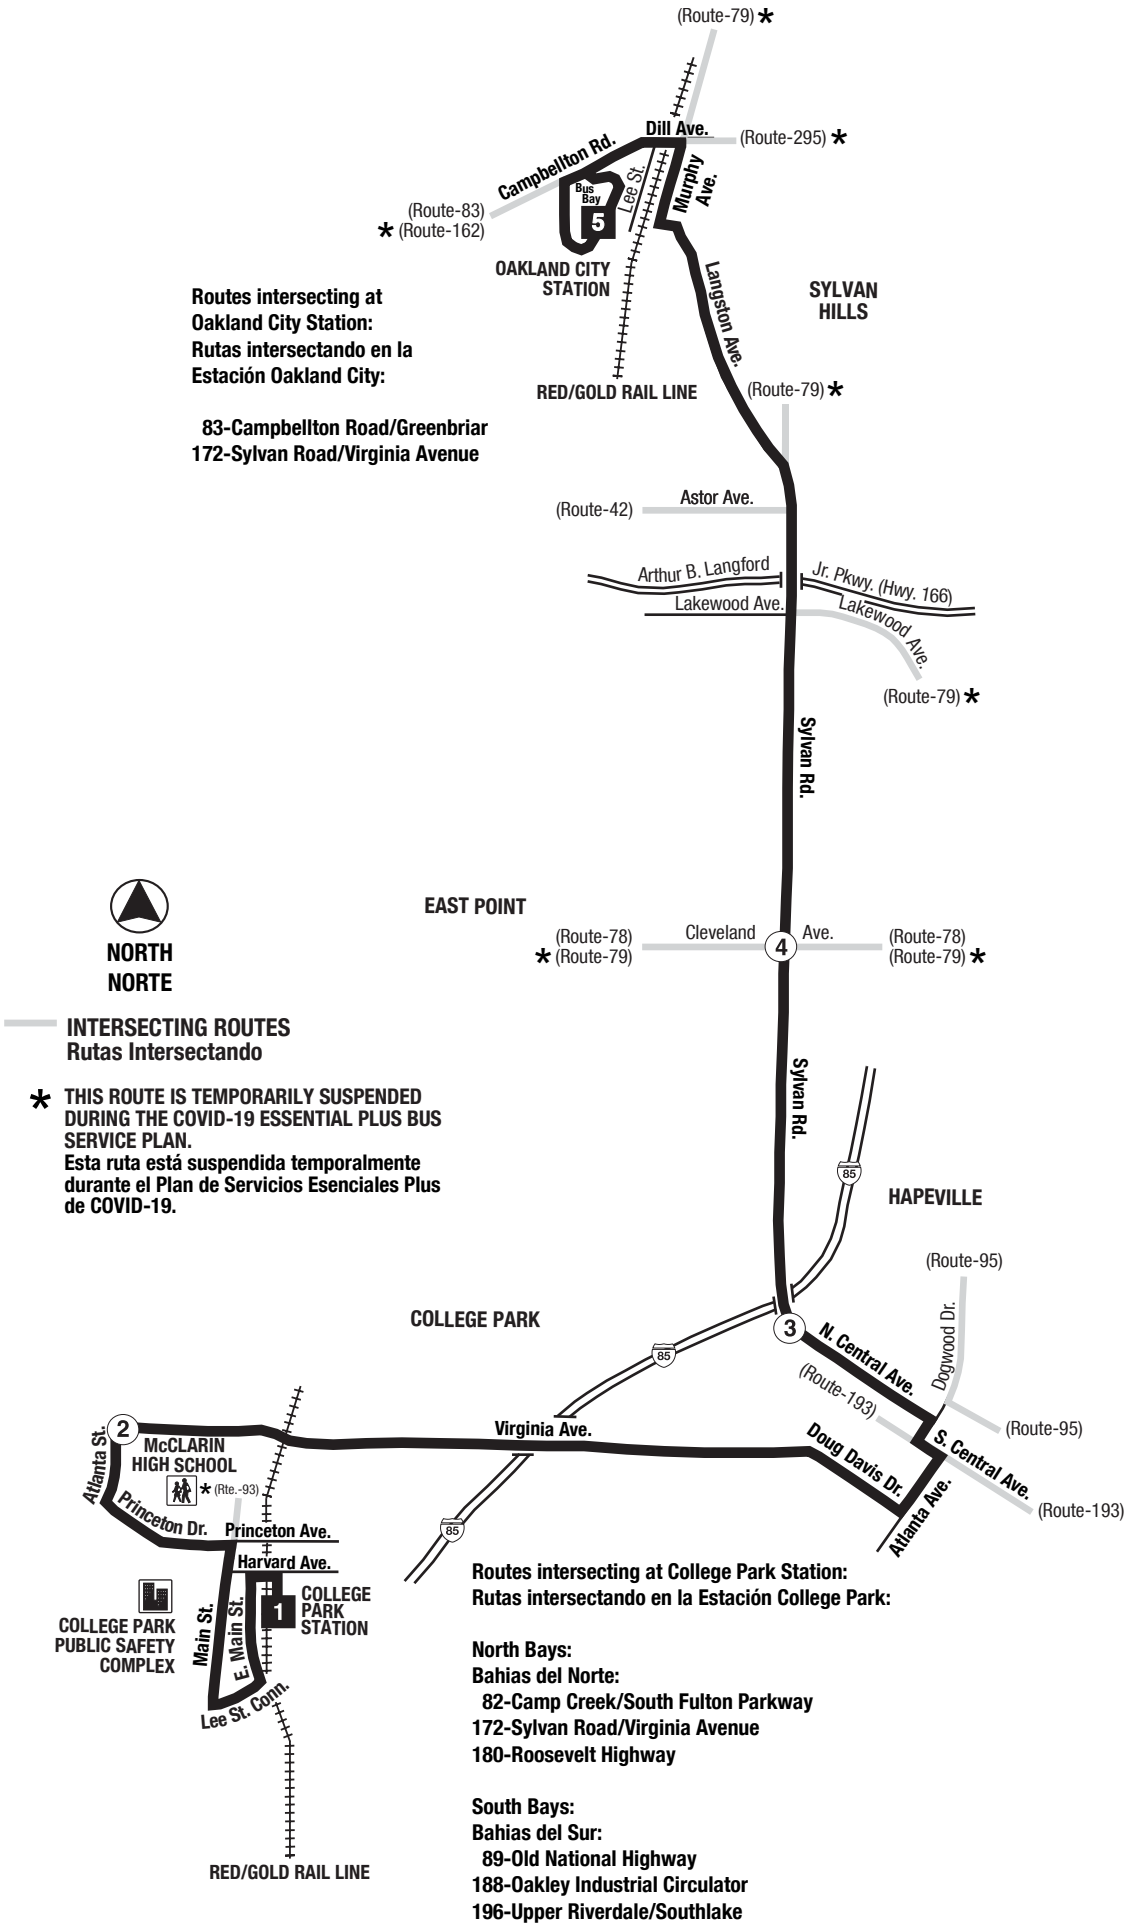 (Route-79) *
Dill Ave.
(Route-295) *
Campbellton Rd.
Lee St.
Murphy
Ave.
Bus
Bay
5
(Route-83)
* (Route-162)
OAKLAND CITY
STATION
Langston Ave.
SYLVAN
HILLS
Routes intersecting at
Oakland City Station:
Rutas intersectando en la
Estación Oakland City:
83-Campbellton Road/Greenbriar
172-Sylvan Road/Virginia Avenue
RED/GOLD RAIL LINE
(Route-79) *
Astor Ave.
(Route-42)
Arthur B. Langford
Jr. Pkwy. (Hwy. 166)
Lakewood Ave.
Lakewood Ave.
(Route-79) *
Sylvan Rd.
EAST POINT
(Route-78)
* (Route-79)
Cleveland
4
Ave.
(Route-78)
(Route-79) *
NORTH
NORTE
INTERSECTING ROUTES
Rutas Intersectando
* THIS ROUTE IS TEMPORARILY SUSPENDED
DURING THE COVID-19 ESSENTIAL PLUS BUS
SERVICE PLAN.
Esta ruta está suspendida temporalmente
durante el Plan de Servicios Esenciales Plus
de COVID-19.
Sylvan Rd.
85
HAPEVILLE
(Route-95)
COLLEGE PARK
3
85
N. Central Ave.
Dogwood Dr.
(Route-193)
(Route-95)
S. Central Ave.
(Route-193)
Virginia Ave.
Doug Davis Dr.
Atlanta Ave.
2
Atlanta St.
McCLARIN
HIGH SCHOOL
* (Rte.-93)
Princeton Dr.
Princeton Ave.
85
Harvard Ave.
1
COLLEGE
PARK
STATION
COLLEGE PARK
PUBLIC SAFETY
COMPLEX
Main St.
E. Main St.
Lee St. Conn.
RED/GOLD RAIL LINE
Routes intersecting at College Park Station:
Rutas intersectando en la Estación College Park:
North Bays:
Bahias del Norte:
82-Camp Creek/South Fulton Parkway
172-Sylvan Road/Virginia Avenue
180-Roosevelt Highway
South Bays:
Bahias del Sur:
89-Old National Highway
188-Oakley Industrial Circulator
196-Upper Riverdale/Southlake